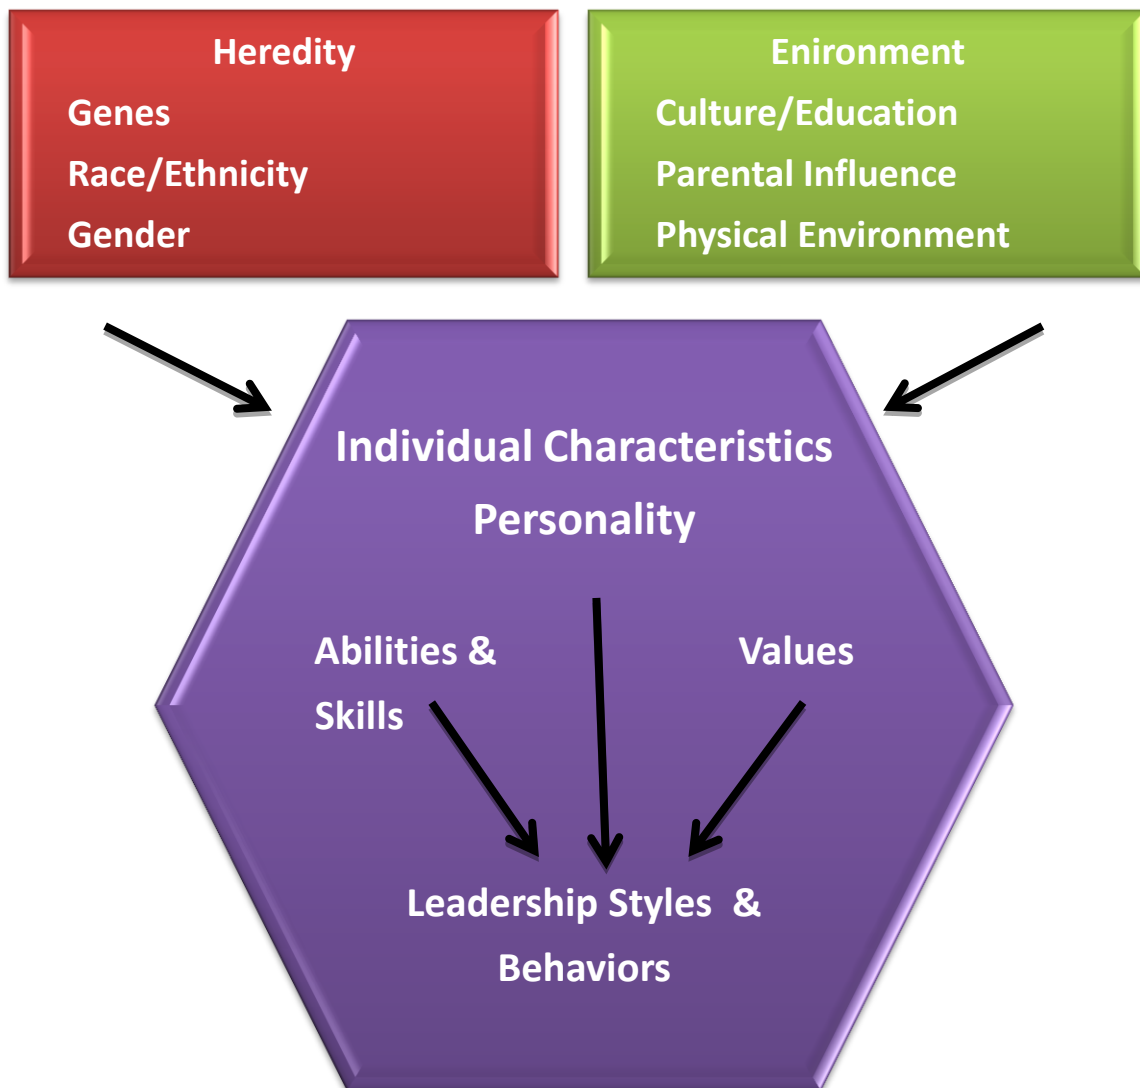 Heredity
Genes
Race/Ethnicity
Gender
Enironment
Culture/Education
Parental Influence
Physical Environment
Individual Characteristics
Personality
Abilities &
Skills
Values
Leadership Styles &
Behaviors